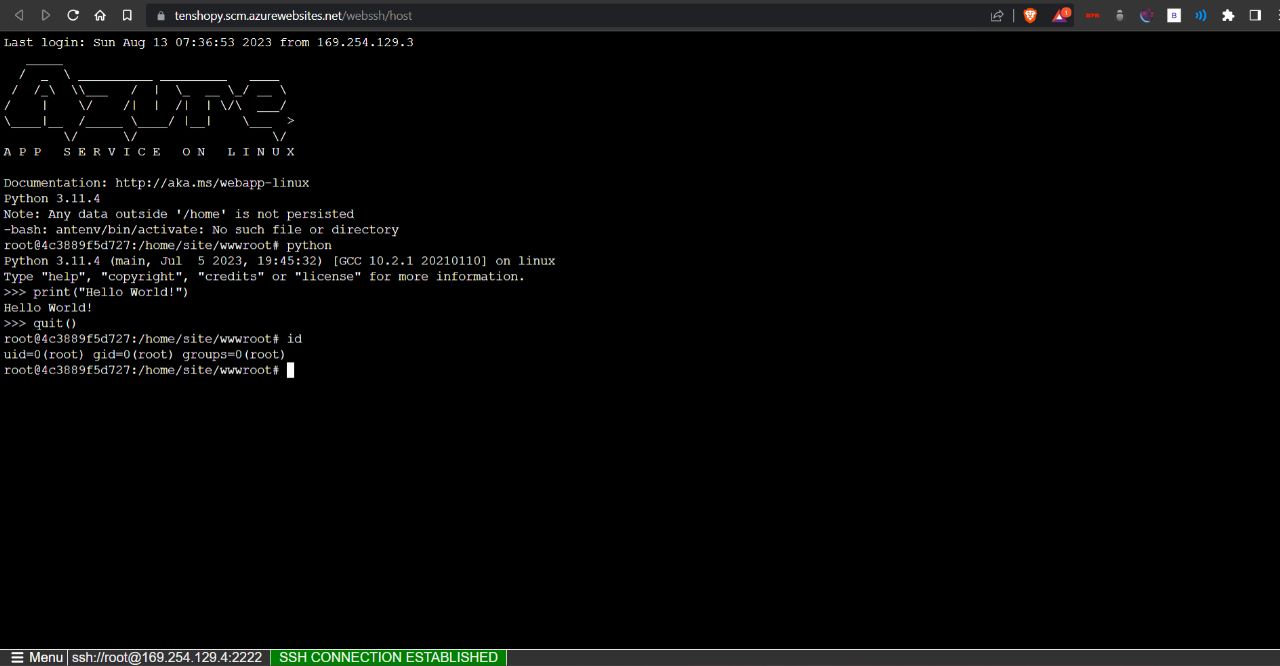 tenshopy.scm.azurewebsites.net/webssh/host
Last login: Sun Aug 13 07:36:53 2023 from 169.254.129.3
A P P   S E R V I C E   O N   L I N U X
Documentation: http://aka.ms/webapp-linux
Python 3.11.4
Note: Any data outside '/home' is not persisted
-bash: antenv/bin/activate: No such file or directory
root@4c3889f5d727:/home/site/wwwroot# python
Python 3.11.4 (main, Jul  5 2023, 19:45:32) [GCC 10.2.1 20210110] on linux
Type "help", "copyright", "credits" or "license" for more information.
>>> print("Hello World!")
Hello World!
>>> quit()
root@4c3889f5d727:/home/site/wwwroot# id
uid=0(root) gid=0(root) groups=0(root)
root@4c3889f5d727:/home/site/wwwroot#
Menu ssh://root@169.254.129.4:2222 SSH CONNECTION ESTABLISHED